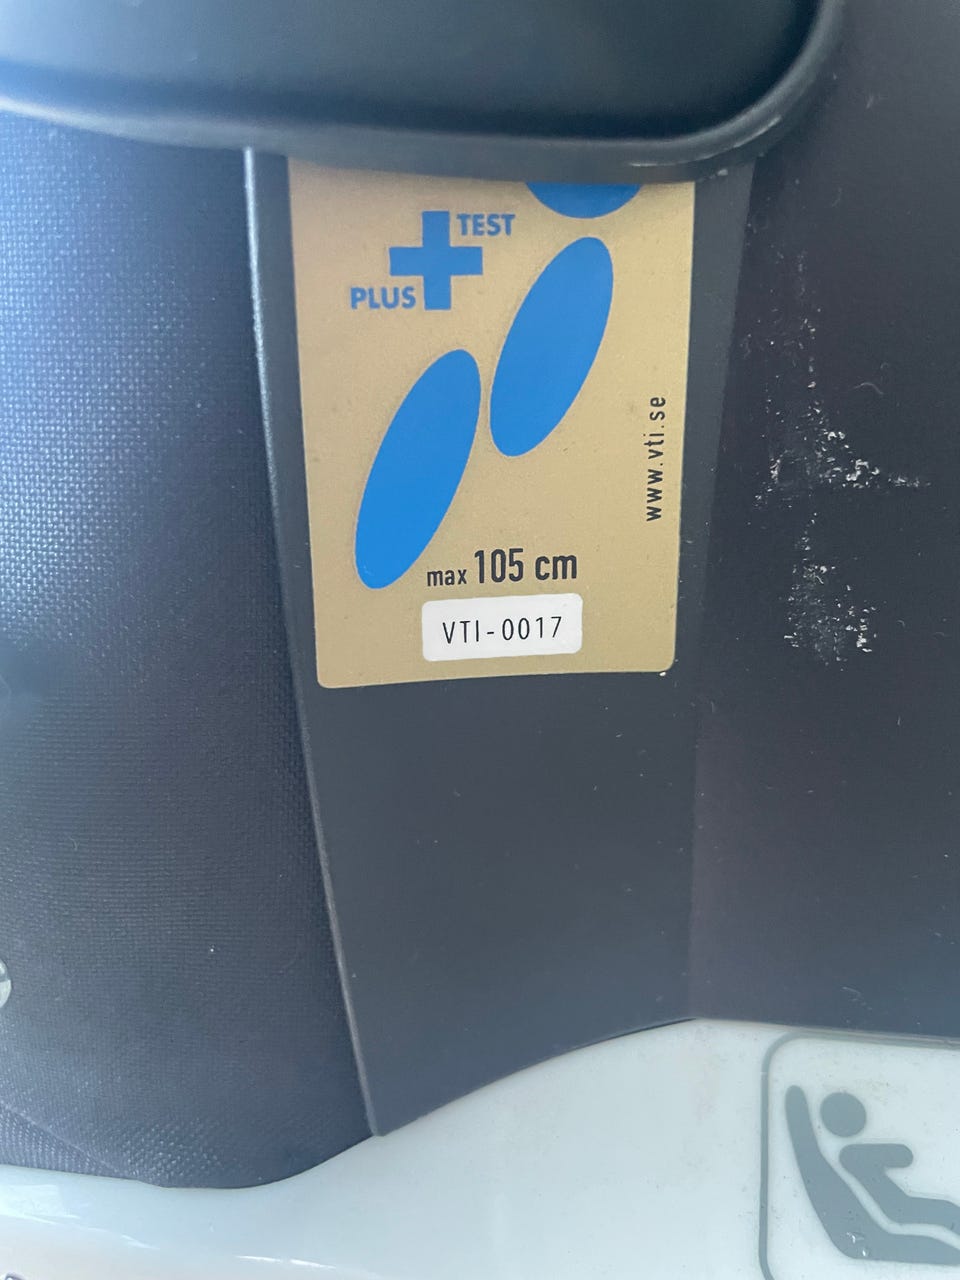 TEST
PLUS
www.vti.se
max 105 cm
VTI-0017